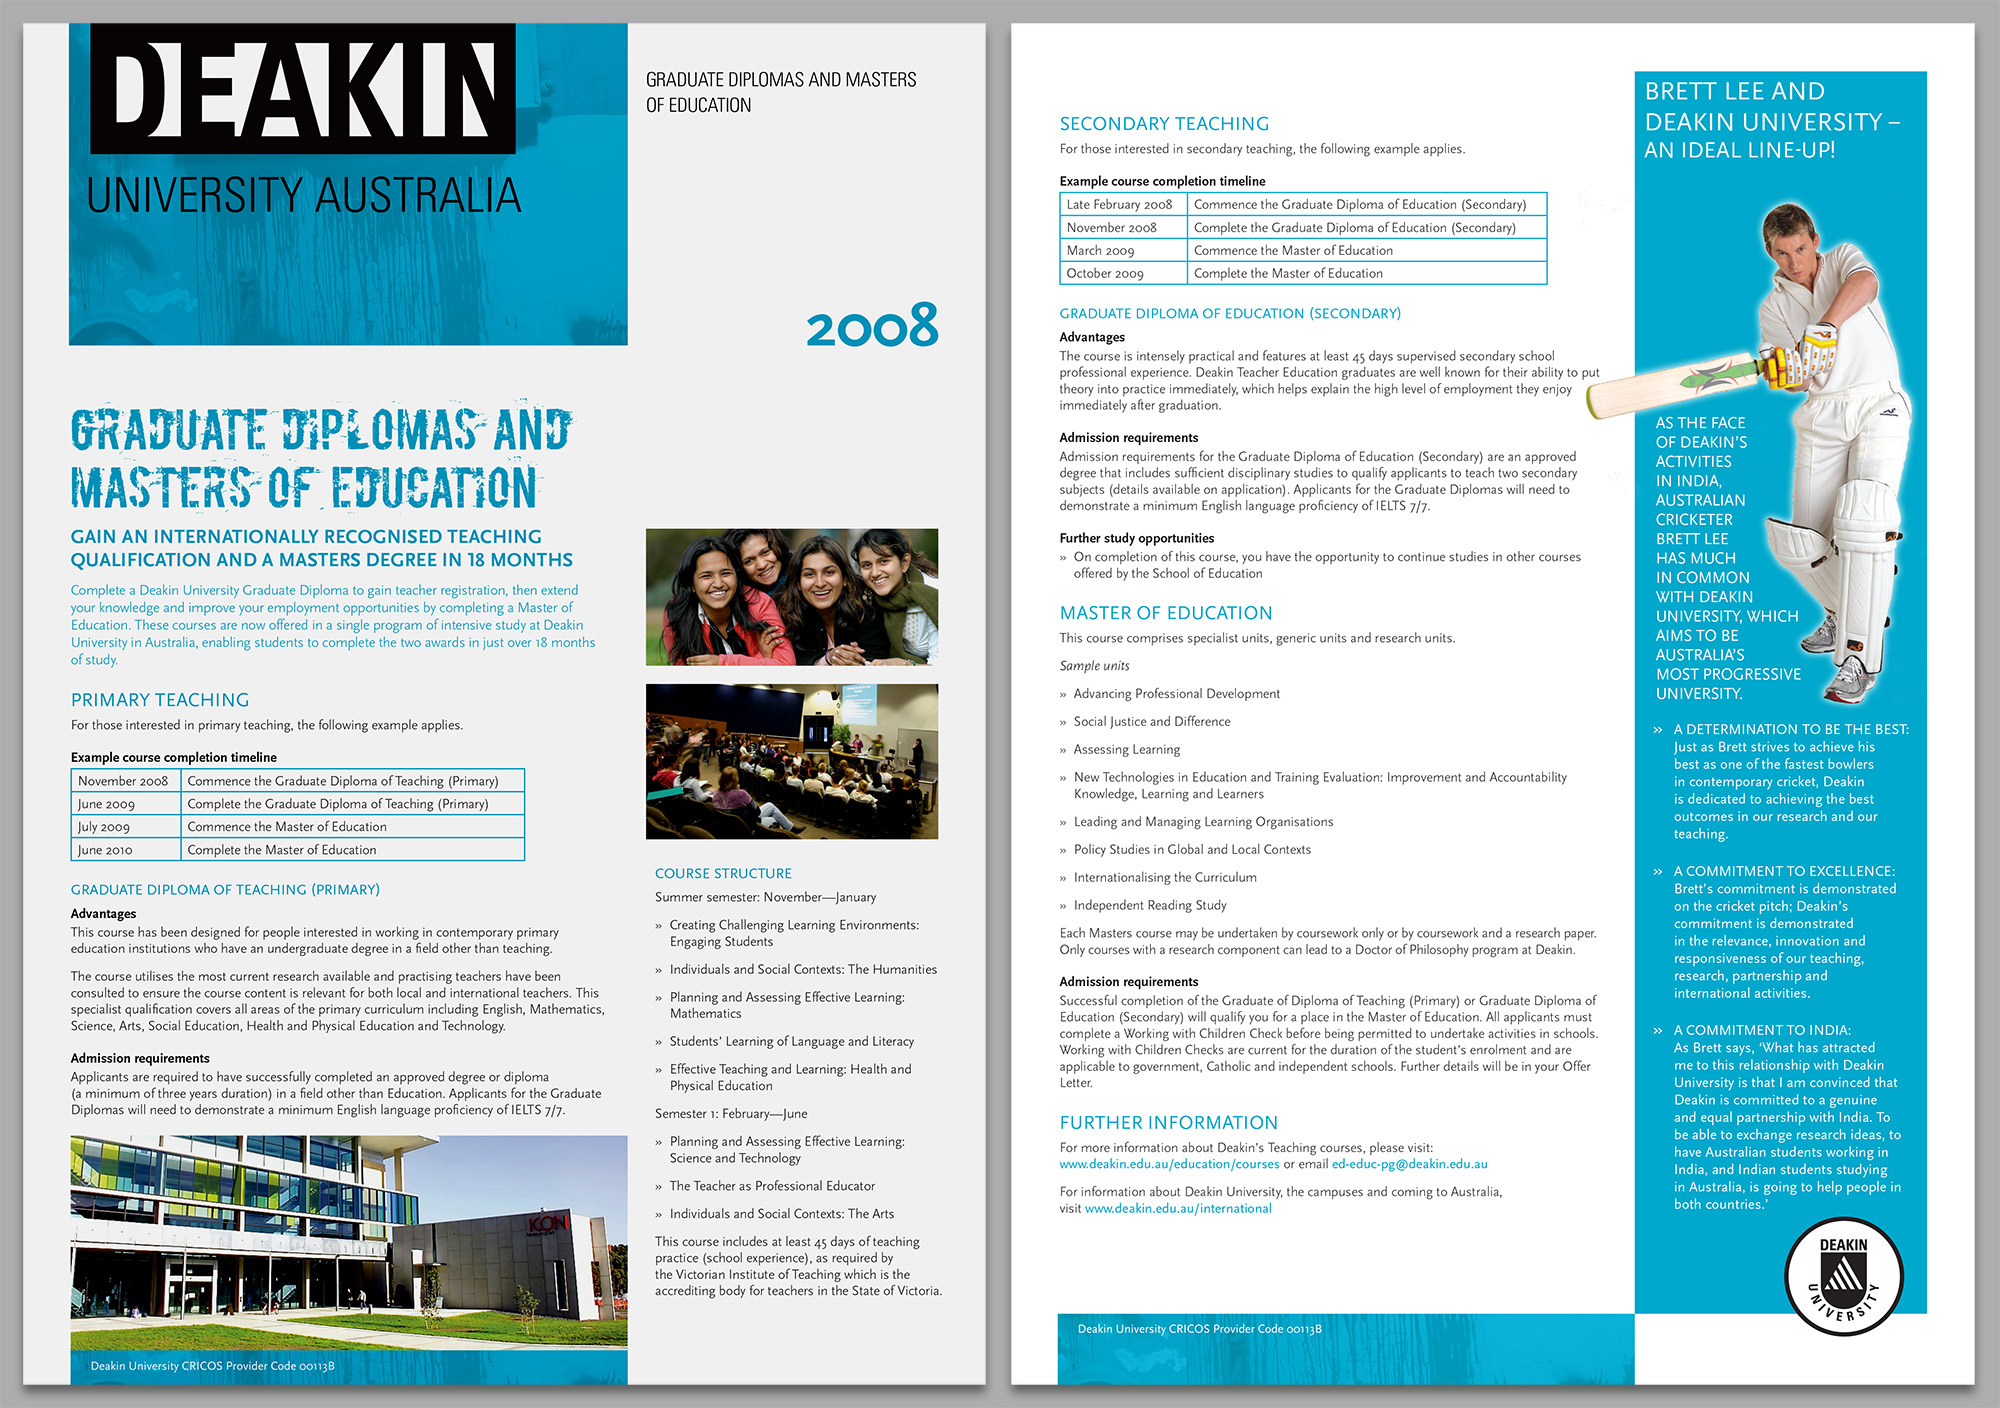 DEAKIN
UNIVERSITY AUSTRALIA
GRADUATE DIPLOMAS AND MASTERS
OF EDUCATION
2008
GRADUATE DIPLOMAS AND
MASTERS OF EDUCATION
GAIN AN INTERNATIONALLY RECOGNISED TEACHING
QUALIFICATION AND A MASTERS DEGREE IN 18 MONTHS
Complete a Deakin University Graduate Diploma to gain teacher registration, then extend
your knowledge and improve your employment opportunities by completing a Master of
Education. These courses are now offered in a single program of intensive study at Deakin
University in Australia, enabling students to complete the two awards in just over 18 months
of study.
PRIMARY TEACHING
For those interested in primary teaching, the following example applies.
Example course completion timeline
November 2008 Commence the Graduate Diploma of Teaching (Primary)
June 2009 Complete the Graduate Diploma of Teaching (Primary)
July 2009 Commence the Master of Education
June 2010 Complete the Master of Education
GRADUATE DIPLOMA OF TEACHING (PRIMARY)
Advantages
This course has been designed for people interested in working in contemporary primary
education institutions who have an undergraduate degree in a field other than teaching.
The course utilises the most current research available and practising teachers have been
consulted to ensure the course content is relevant for both local and international teachers. This
specialist qualification covers all areas of the primary curriculum including English, Mathematics,
Science, Arts, Social Education, Health and Physical Education and Technology.
Admission requirements
Applicants are required to have successfully completed an approved degree or diploma
(a minimum of three years duration) in a field other than Education. Applicants for the Graduate
Diplomas will need to demonstrate a minimum English language proficiency of IELTS 7/7.
ICON
Deakin University CRICOS Provider Code 00113B
COURSE STRUCTURE
Summer semester: November—January
» Creating Challenging Learning Environments:
Engaging Students
» Individuals and Social Contexts: The Humanities
» Planning and Assessing Effective Learning:
Mathematics
» Students' Learning of Language and Literacy
» Effective Teaching and Learning: Health and
Physical Education
Semester 1: February—June
» Planning and Assessing Effective Learning:
Science and Technology
» The Teacher as Professional Educator
» Individuals and Social Contexts: The Arts
This course includes at least 45 days of teaching
practice (school experience), as required by
the Victorian Institute of Teaching which is the
accrediting body for teachers in the State of Victoria.
SECONDARY TEACHING
For those interested in secondary teaching, the following example applies.
Example course completion timeline
Late February 2008 Commence the Graduate Diploma of Education (Secondary)
November 2008 Complete the Graduate Diploma of Education (Secondary)
March 2009 Commence the Master of Education
October 2009 Complete the Master of Education
GRADUATE DIPLOMA OF EDUCATION (SECONDARY)
Advantages
The course is intensely practical and features at least 45 days supervised secondary school
professional experience. Deakin Teacher Education graduates are well known for their ability to put
theory into practice immediately, which helps explain the high level of employment they enjoy
immediately after graduation.
Admission requirements
Admission requirements for the Graduate Diploma of Education (Secondary) are an approved
degree that includes sufficient disciplinary studies to qualify applicants to teach two secondary
subjects (details available on application). Applicants for the Graduate Diplomas will need to
demonstrate a minimum English language proficiency of IELTS 7/7.
Further study opportunities
» On completion of this course, you have the opportunity to continue studies in other courses
offered by the School of Education
MASTER OF EDUCATION
This course comprises specialist units, generic units and research units.
Sample units
» Advancing Professional Development
» Social Justice and Difference
» Assessing Learning
» New Technologies in Education and Training Evaluation: Improvement and Accountability
Knowledge, Learning and Learners
» Leading and Managing Learning Organisations
» Policy Studies in Global and Local Contexts
» Internationalising the Curriculum
» Independent Reading Study
Each Masters course may be undertaken by coursework only or by coursework and a research paper.
Only courses with a research component can lead to a Doctor of Philosophy program at Deakin.
Admission requirements
Successful completion of the Graduate of Diploma of Teaching (Primary) or Graduate Diploma of
Education (Secondary) will qualify you for a place in the Master of Education. All applicants must
complete a Working with Children Check before being permitted to undertake activities in schools.
Working with Children Checks are current for the duration of the student's enrolment and are
applicable to government, Catholic and independent schools. Further details will be in your Offer
Letter.
FURTHER INFORMATION
For more information about Deakin's Teaching courses, please visit:
www.deakin.edu.au/education/courses or email ed-educ-pg@deakin.edu.au
For information about Deakin University, the campuses and coming to Australia,
visit www.deakin.edu.au/international
Deakin University CRICOS Provider Code 00113B
BRETT LEE AND
DEAKIN UNIVERSITY –
AN IDEAL LINE-UP!
AS THE FACE
OF DEAKIN'S
ACTIVITIES
IN INDIA,
AUSTRALIAN
CRICKETER
BRETT LEE
HAS MUCH
IN COMMON
WITH DEAKIN
UNIVERSITY, WHICH
AIMS TO BE
AUSTRALIA'S
MOST PROGRESSIVE
UNIVERSITY.
» A DETERMINATION TO BE THE BEST:
Just as Brett strives to achieve his
best as one of the fastest bowlers
in contemporary cricket, Deakin
is dedicated to achieving the best
outcomes in our research and our
teaching.
» A COMMITMENT TO EXCELLENCE:
Brett's commitment is demonstrated
on the cricket pitch; Deakin's
commitment is demonstrated
in the relevance, innovation and
responsiveness of our teaching,
research, partnership and
international activities.
» A COMMITMENT TO INDIA:
As Brett says, 'What has attracted
me to this relationship with Deakin
University is that I am convinced that
Deakin is committed to a genuine
and equal partnership with India. To
be able to exchange research ideas, to
have Australian students working in
India, and Indian students studying
in Australia, is going to help people in
both countries.'
DEAKIN
UNIVERSITY